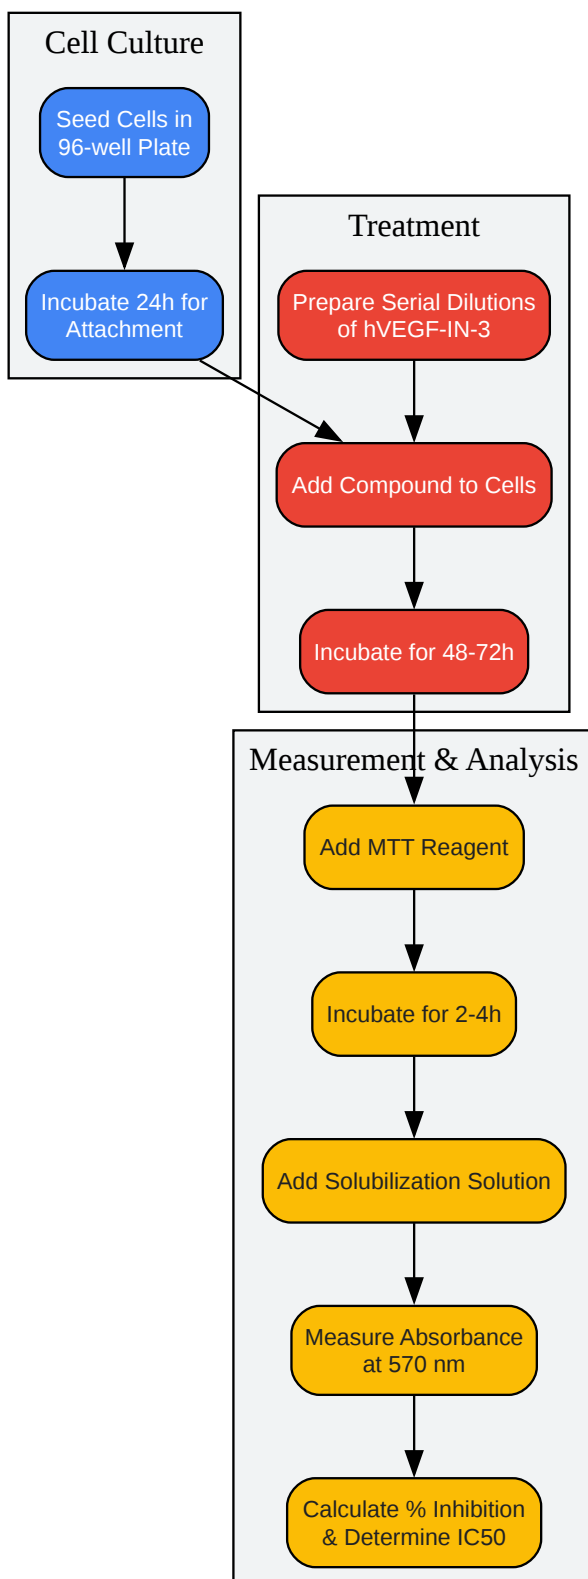 Cell Culture
Seed Cells in
96-well Plate
Incubate 24h for
Attachment
Treatment
Prepare Serial Dilutions
of hVEGF-IN-3
Add Compound to Cells
Incubate for 48-72h
Measurement & Analysis
Add MTT Reagent
Incubate for 2-4h
Add Solubilization Solution
Measure Absorbance
at 570 nm
Calculate % Inhibition
& Determine IC50